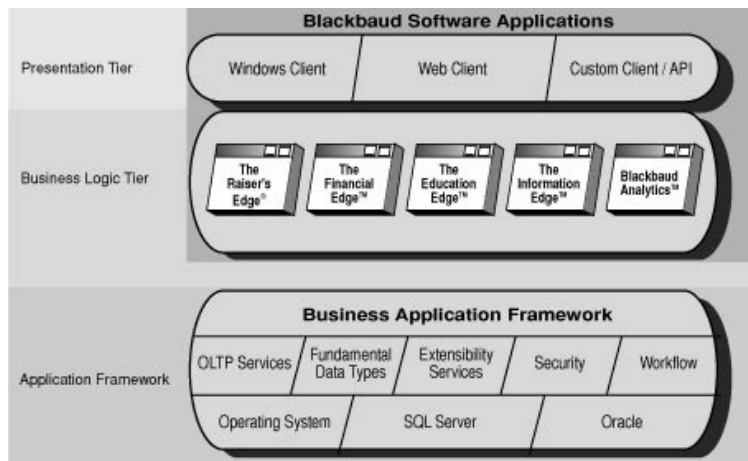 Blackbaud Software Applications
Presentation Tier
Windows Client
Web Client
Custom Client / API
Business Logic Tier
The
Raiser's
Edge®
The
Financial
Edge™
The
Education
Edge™
The
Information
Edge™
Blackbaud
Analytics™
Business Application Framework
Application Framework
OLTP Services
Fundamental
Data Types
Extensibility
Services
Security
Workflow
Operating System
SQL Server
Oracle